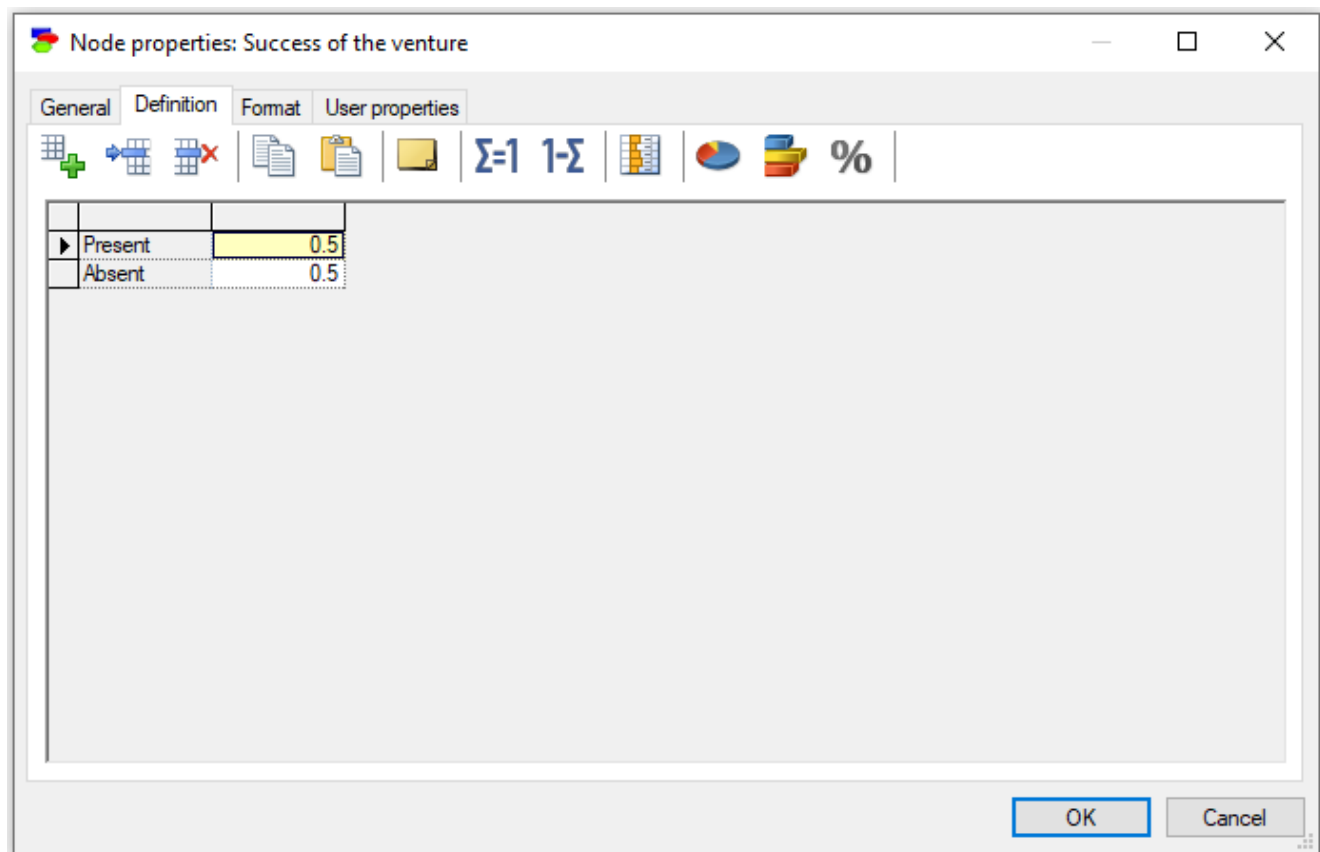 Node properties: Success of the venture
General Definition Format User properties
Σ=1 1-Σ %
Present 0.5
Absent 0.5
OK Cancel